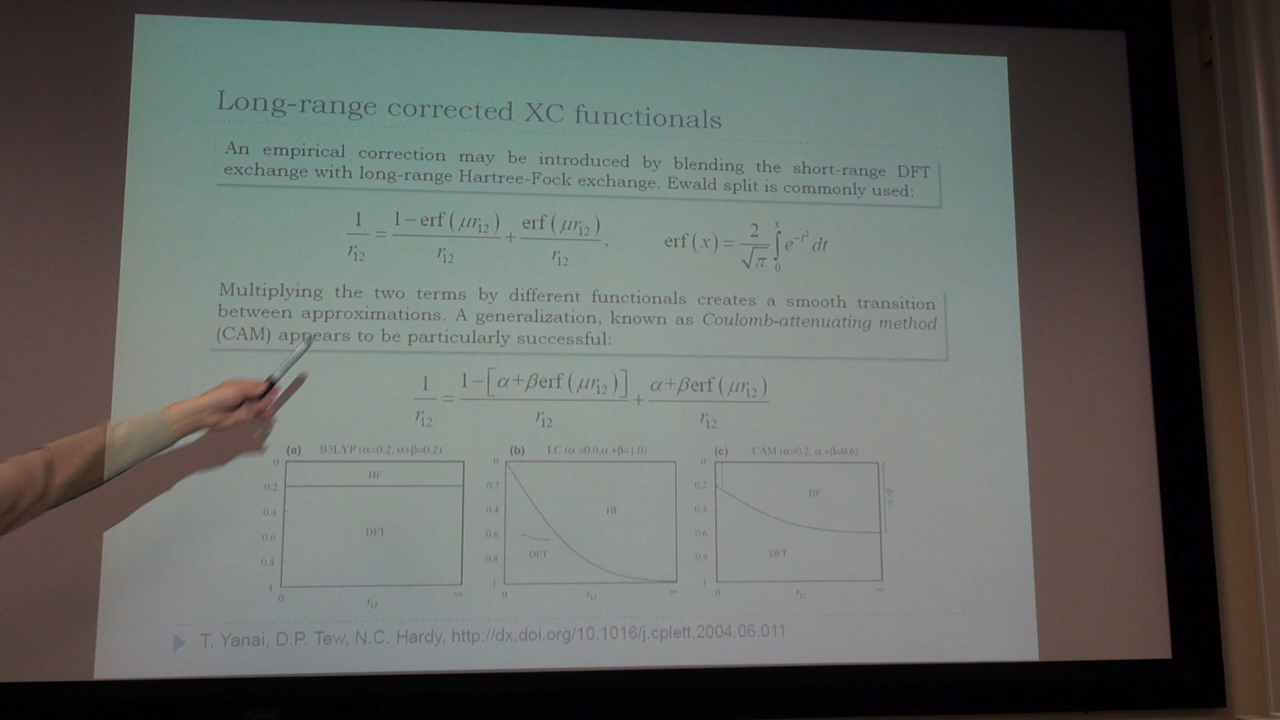 Long-range corrected XC functionals
An empirical correction may be introduced by blending the short-range DFT
exchange with long-range Hartree-Fock exchange. Ewald split is commonly used:
1/r₁₂ = (1−erf(μr₁₂))/r₁₂ + erf(μr₁₂)/r₁₂, erf(x) = 2/√π ∫₀ˣ e^(−t²) dt
Multiplying the two terms by different functionals creates a smooth transition
between approximations. A generalization, known as Coulomb-attenuating method
(CAM) appears to be particularly successful:
1/r₁₂ = (1−[α+βerf(μr₁₂)])/r₁₂ + (α+βerf(μr₁₂))/r₁₂
(a) B3LYP (α=0.2, α+β=0.2)
0
0.2
0.4
0.6
0.8
1
HF
DFT
0 r₁₂ ∞
(b) LC (α=0.0, α+β=1.0)
0
0.2
0.4
0.6
0.8
1
HF
DFT
0 r₁₂ ∞
(c) CAM (α=0.2, α+β=0.6)
0
0.2
0.4
0.6
0.8
1
HF
DFT
α+β
0 r₁₂ ∞
T. Yanai, D.P. Tew, N.C. Hardy, http://dx.doi.org/10.1016/j.cplett.2004.06.011